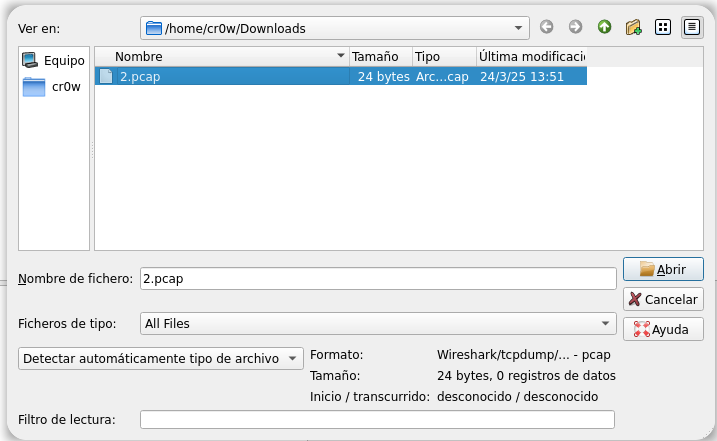 Ver en: /home/cr0w/Downloads
Equipo
cr0w
Nombre Tamaño Tipo Última modificació
2.pcap 24 bytes Arc...cap 24/3/25 13:51
Nombre de fichero: 2.pcap
Abrir
Cancelar
Ficheros de tipo: All Files
Ayuda
Detectar automáticamente tipo de archivo
Formato: Wireshark/tcpdump/... - pcap
Tamaño: 24 bytes, 0 registros de datos
Inicio / transcurrido: desconocido / desconocido
Filtro de lectura: